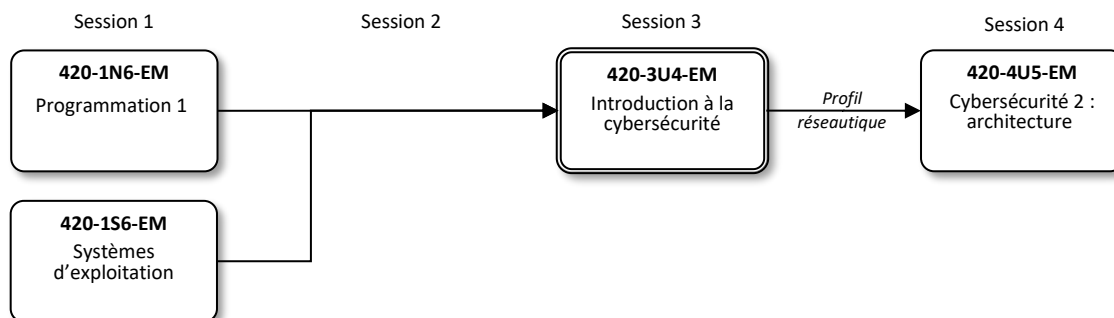 Session 1
Session 2
Session 3
Session 4
420-1N6-EM
Programmation 1
420-3U4-EM
Introduction à la
cybersécurité
Profil
réseautique
420-4U5-EM
Cybersécurité 2 :
architecture
420-1S6-EM
Systèmes
d’exploitation